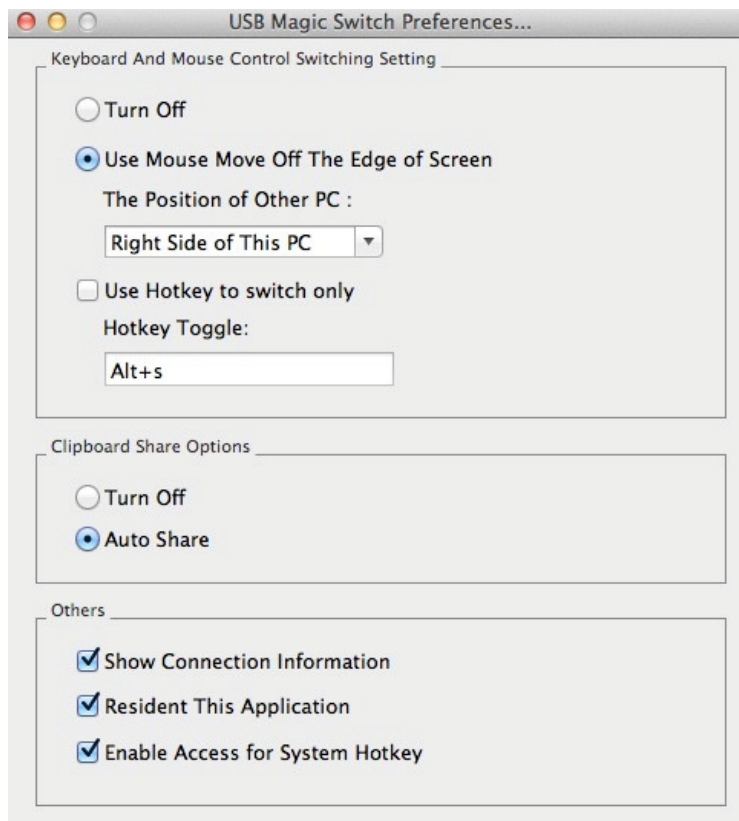 USB Magic Switch Preferences...
Keyboard And Mouse Control Switching Setting
Turn Off
Use Mouse Move Off The Edge of Screen
The Position of Other PC :
Right Side of This PC
Use Hotkey to switch only
Hotkey Toggle:
Alt+s
Clipboard Share Options
Turn Off
Auto Share
Others
Show Connection Information
Resident This Application
Enable Access for System Hotkey